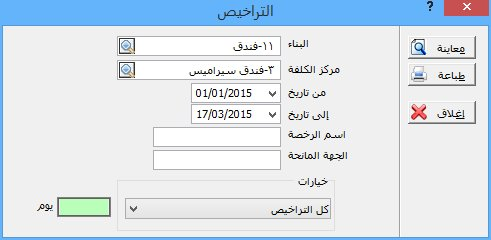 التراخيص
? ×
البناء ١١-فندق
مركز الكلفة ٣-فندق سيراميس
من تاريخ 01/01/2015
إلى تاريخ 17/03/2015
اسم الرخصة
الجهة المانحة
خيارات
كل التراخيص
يوم
معاينة
طباعة
إغلاق